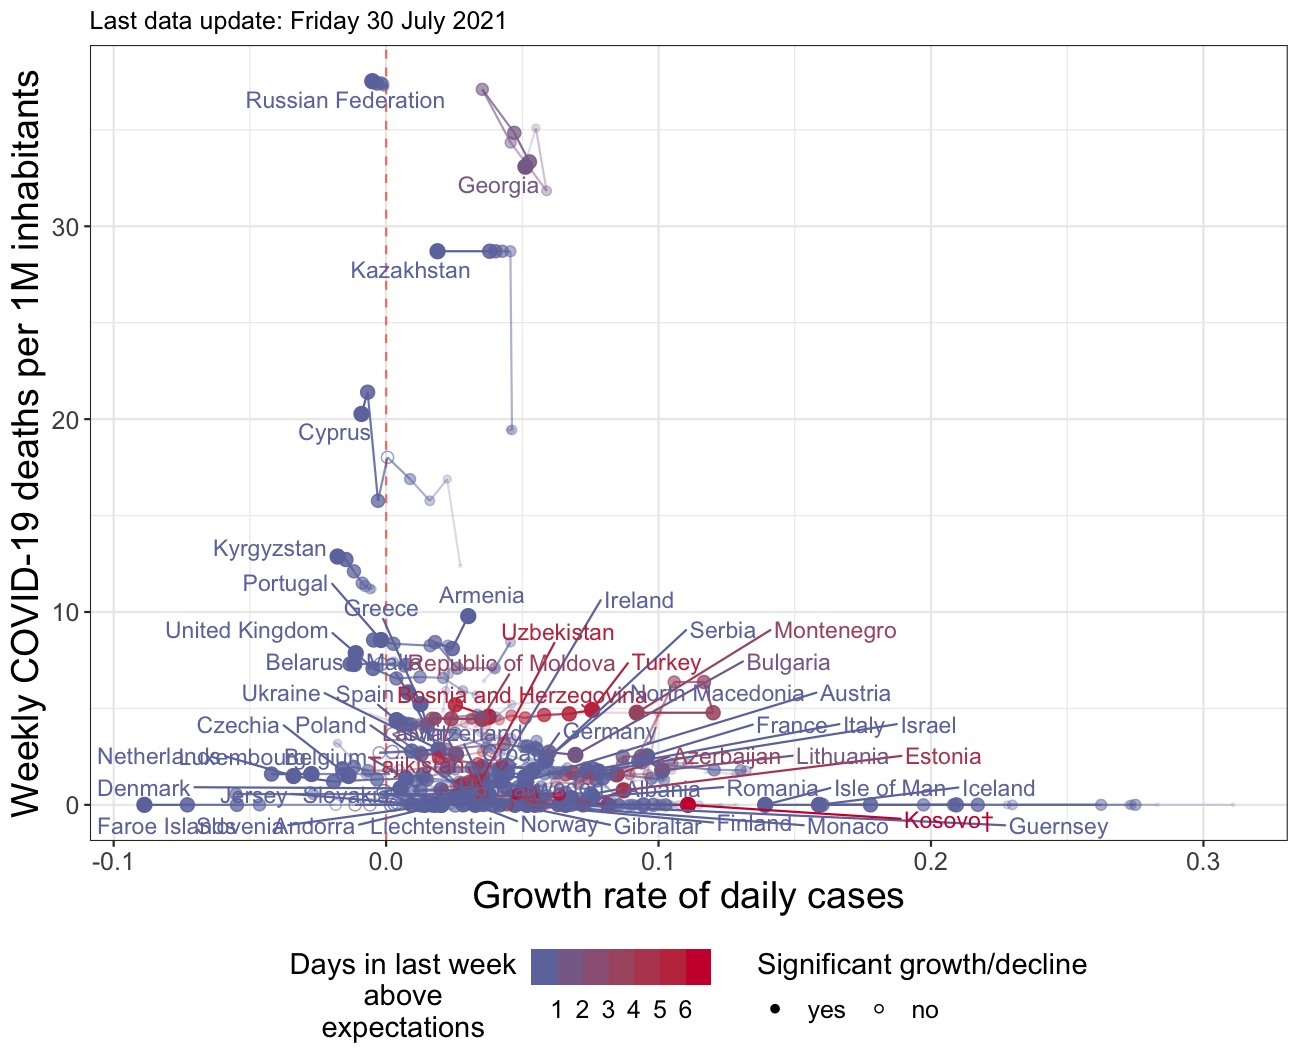 Last data update: Friday 30 July 2021
Weekly COVID-19 deaths per 1M inhabitants
30
20
10
0
Russian Federation
Georgia
Kazakhstan
Cyprus
Kyrgyzstan
Portugal
Armenia
Ireland
Greece
United Kingdom
Uzbekistan
Serbia
Montenegro
Belarus
Malta
Republic of Moldova
Turkey
Bulgaria
Ukraine
Spain
Bosnia and Herzegovina
North Macedonia
Austria
Czechia
Poland
Latvia
Switzerland
Germany
France
Italy
Israel
Netherlands
Luxembourg
Belgium
Tajikistan
Azerbaijan
Lithuania
Estonia
Denmark
Jersey
Slovakia
Albania
Romania
Isle of Man
Iceland
Faroe Islands
Slovenia
Andorra
Liechtenstein
Norway
Gibraltar
Finland
Monaco
Kosovo†
Guernsey
-0.1
0.0
0.1
0.2
0.3
Growth rate of daily cases
Days in last week
above
expectations
1 2 3 4 5 6
Significant growth/decline
yes
no